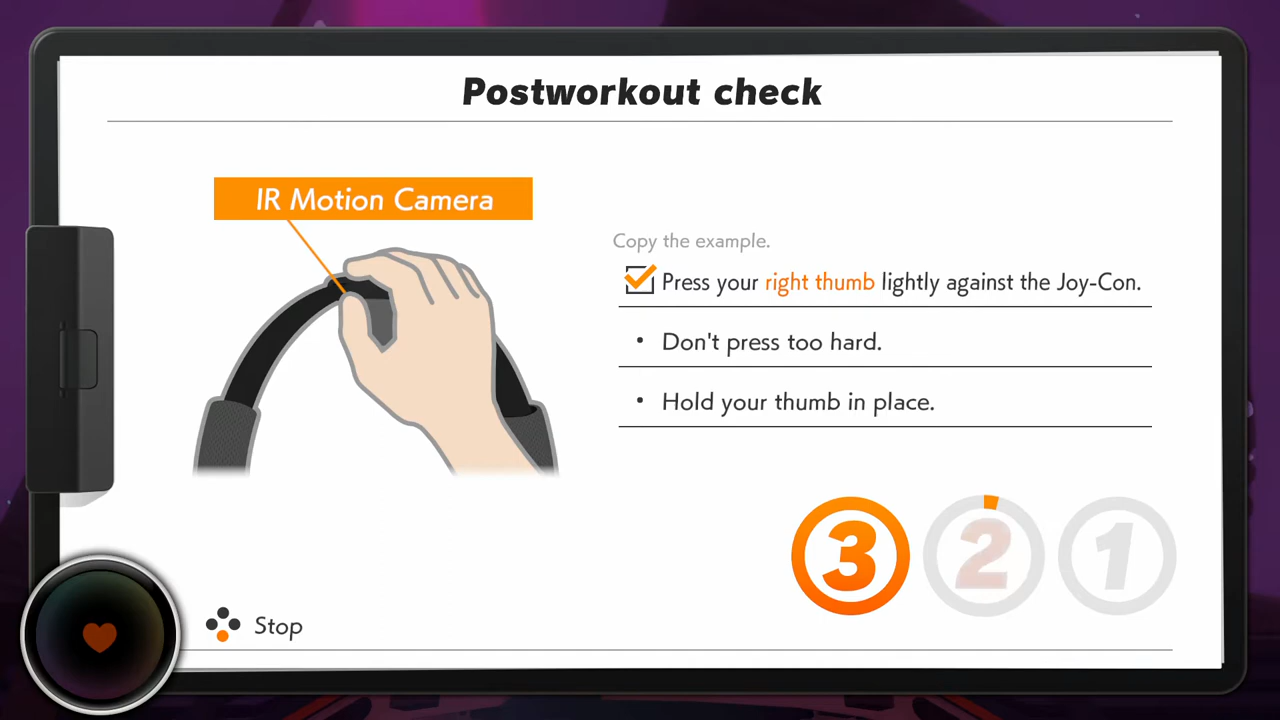 Postworkout check
IR Motion Camera
Copy the example.
Press your right thumb lightly against the Joy-Con.
• Don't press too hard.
• Hold your thumb in place.
3 2 1
Stop